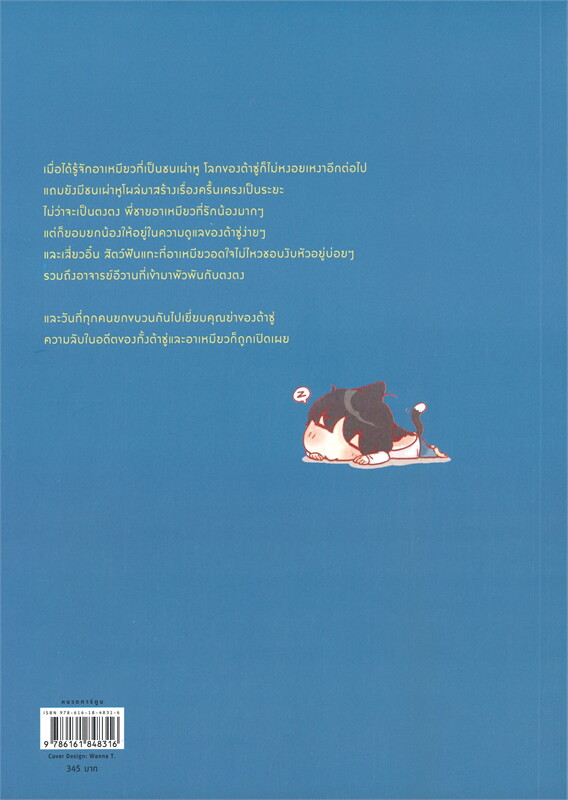 เมื่อได้รู้จักอาเหมียวที่เป็นชนเผ่าหู โลกของต้าซู่ก็ไม่หงอยเหงาอีกต่อไป
แถมยังมีชนเผ่าหูโผล่มาสร้างเรื่องครื้นเครงเป็นระยะ
ไม่ว่าจะเป็นตงตง พี่ชายอาเหมียวที่รักน้องมากๆ
แต่ก็ยอมยกน้องให้อยู่ในความดูแลของต้าซู่ง่ายๆ
และเสี่ยวอิ๋น สัตว์ฟันแทะที่อาเหมียวอดใจไม่ไหวชอบงับหัวอยู่บ่อยๆ
รวมถึงอาจารย์อีวานที่เข้ามาพัวพันกับตงตง
และวันที่ทุกคนยกขบวนกันไปเยี่ยมคุณย่าของต้าซู่
ความลับในอดีตของทั้งต้าซู่และอาเหมียวก็ถูกเปิดเผย
Z
หมวดการ์ตูน
ISBN 978-616-18-4831-6
9 786161 848316
Cover Design: Wanna T.
345 บาท